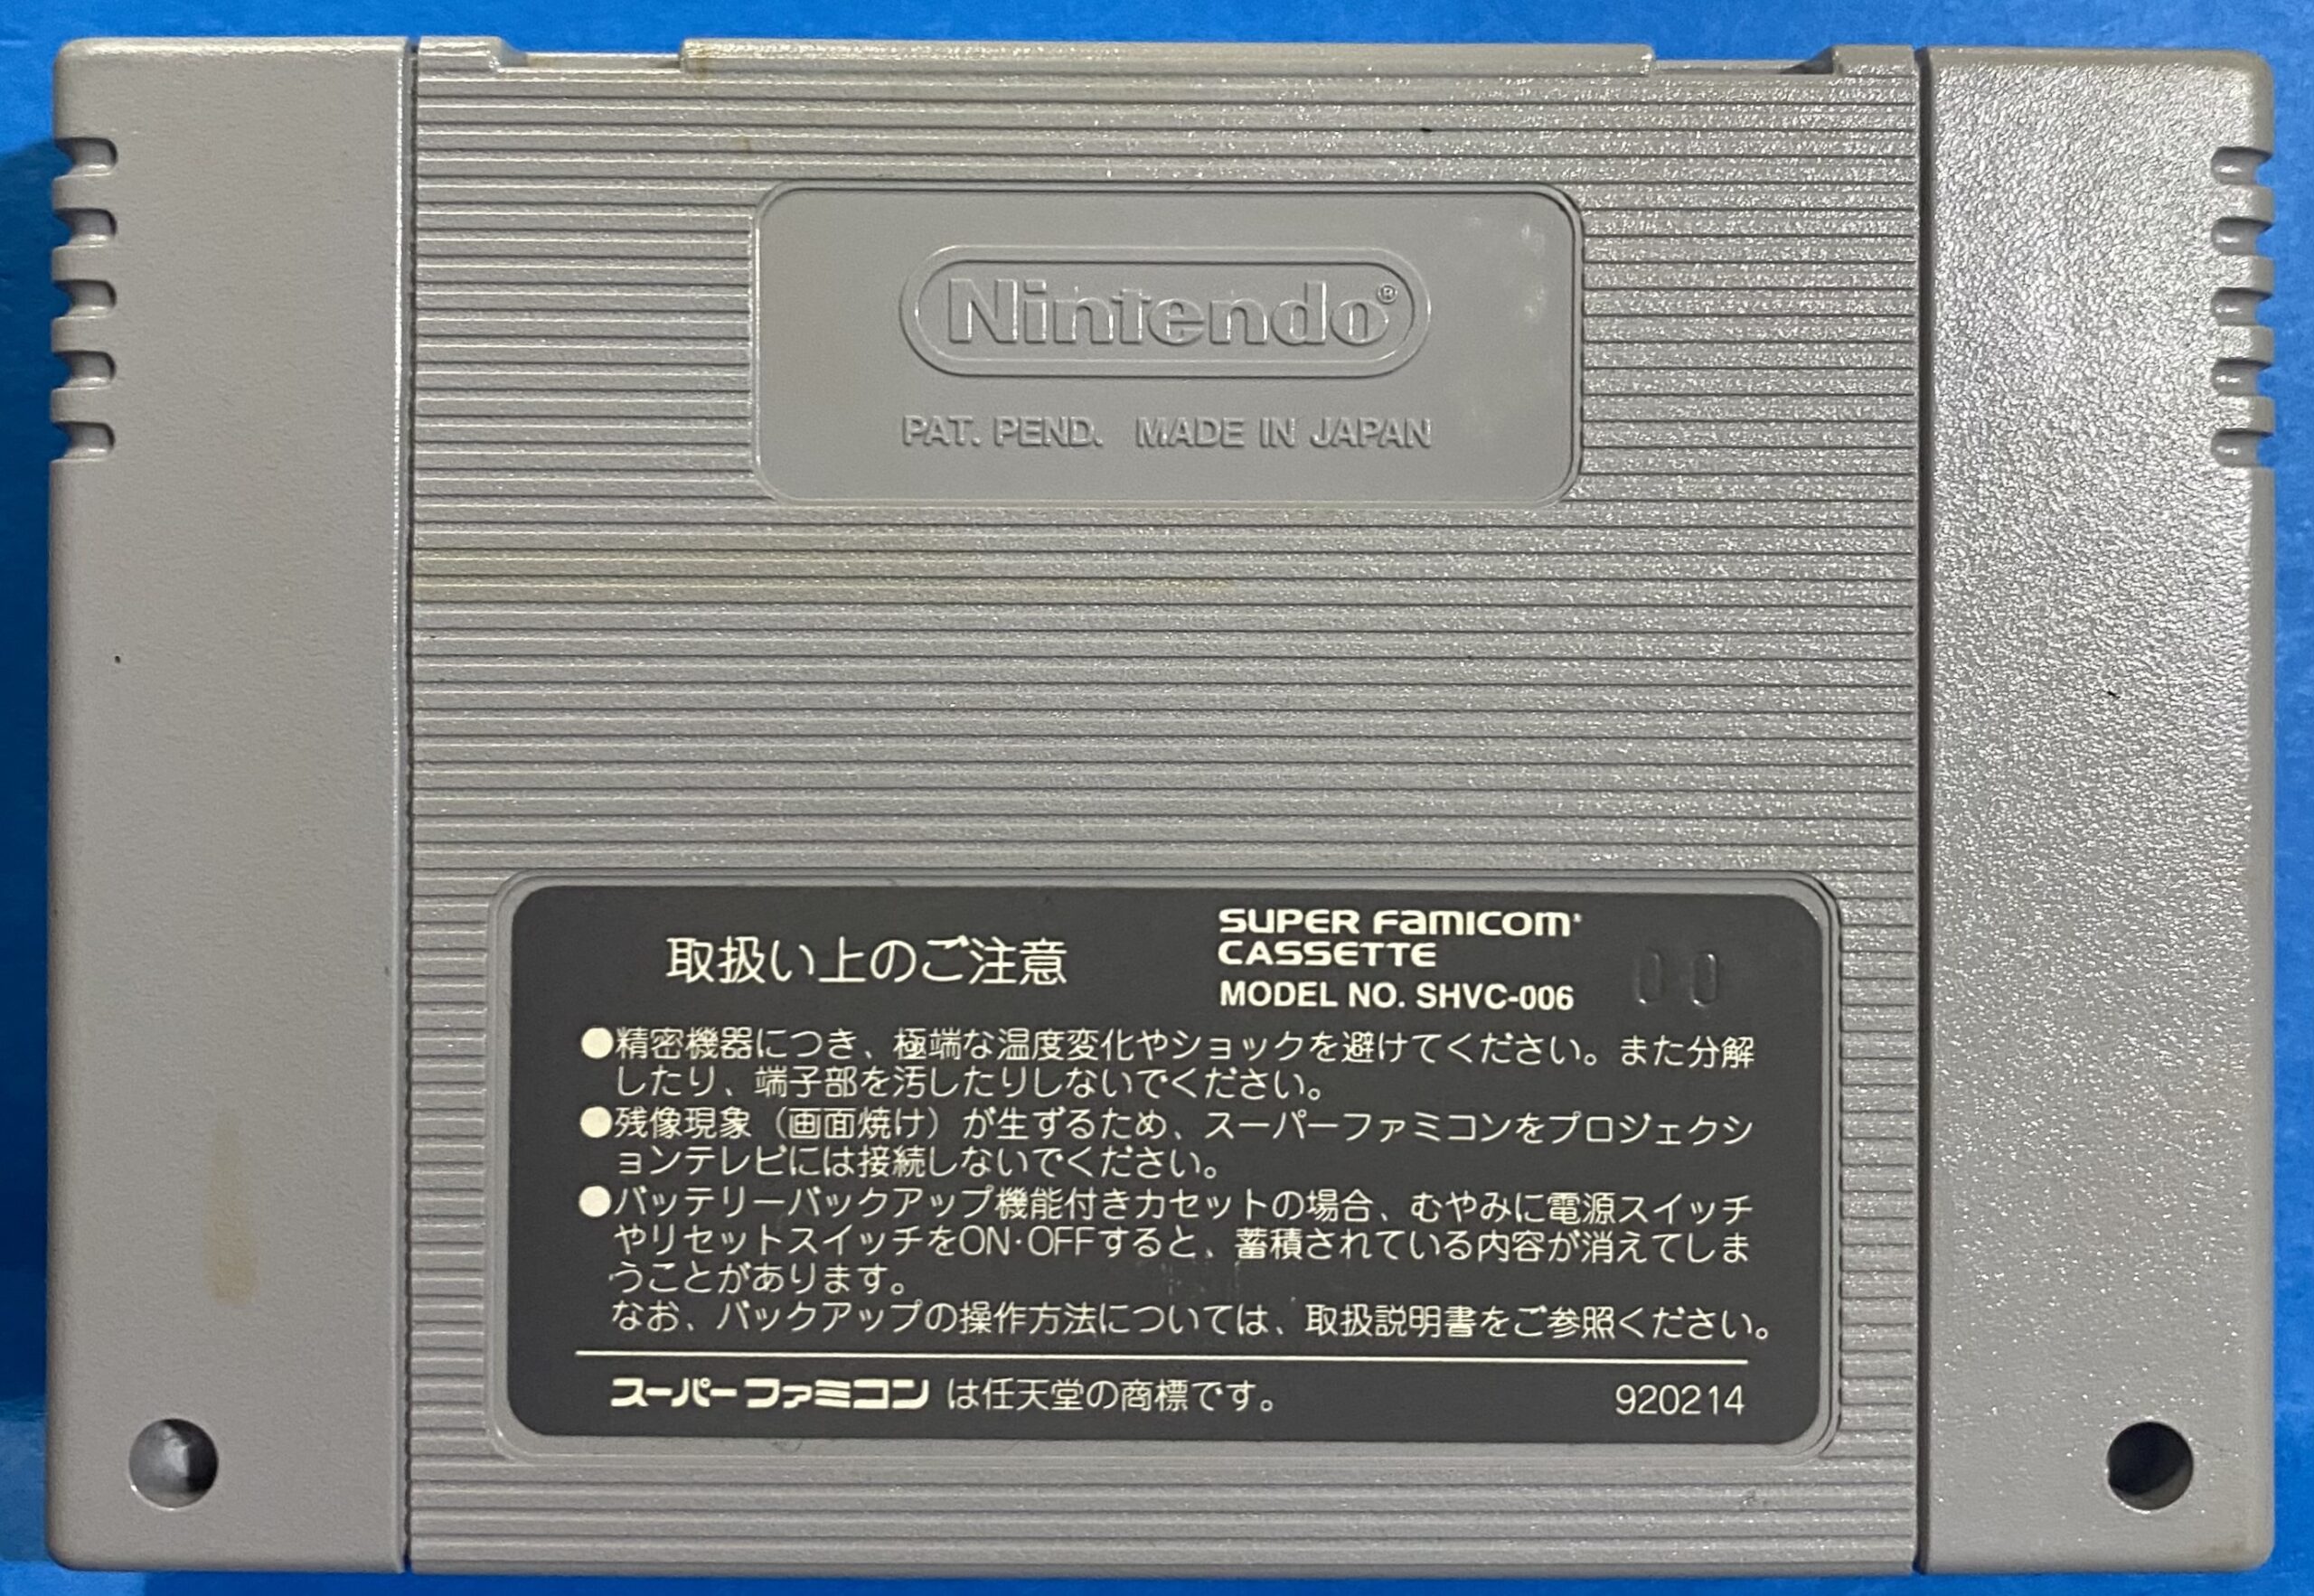 Nintendo®
PAT. PEND. MADE IN JAPAN
取扱い上のご注意
SUPER FAMICOM
CASSETTE
MODEL NO. SHVC-006
00
●精密機器につき、極端な温度変化やショックを避けてください。また分解
したり、端子部を汚したりしないでください。
●残像現象（画面焼け）が生ずるため、スーパーファミコンをプロジェクシ
ョンテレビには接続しないでください。
●バッテリーバックアップ機能付きカセットの場合、むやみに電源スイッチ
やリセットスイッチをON・OFFすると、蓄積されている内容が消えてしま
うことがあります。
なお、バックアップの操作方法については、取扱説明書をご参照ください。
スーパーファミコン は任天堂の商標です。
920214